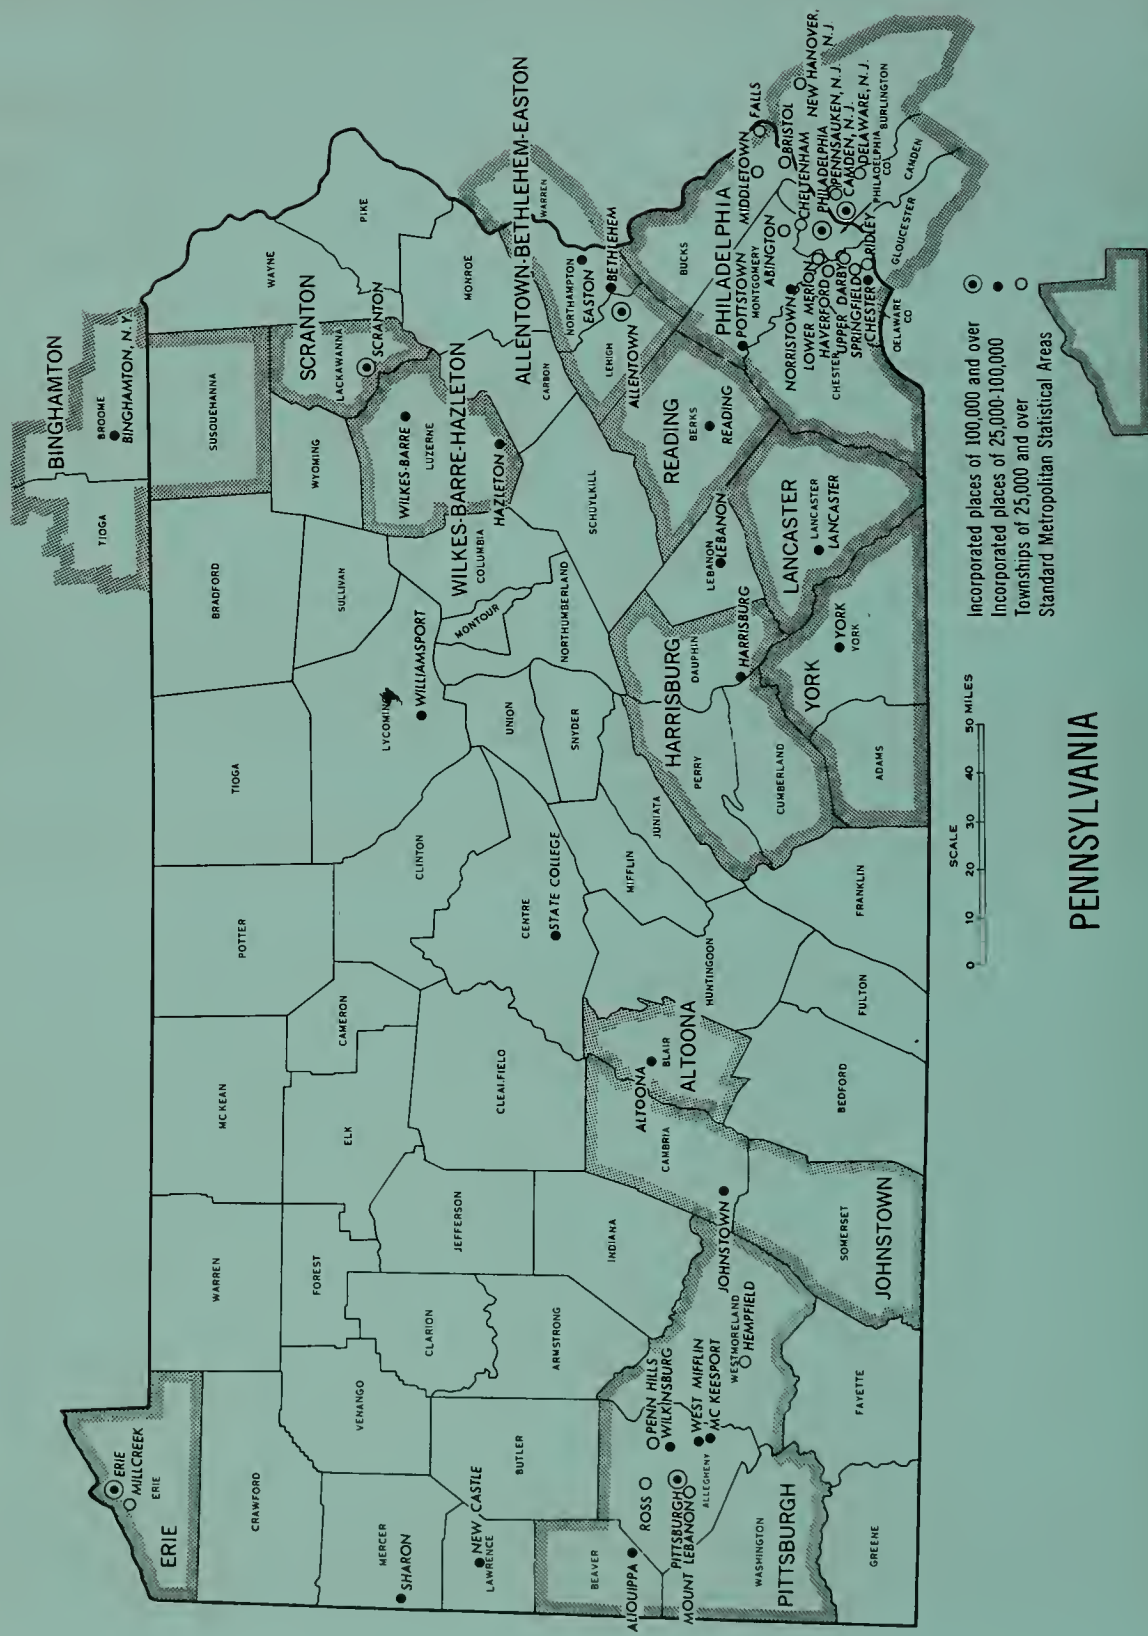 BINGHAMTON
BROOME
BINGHAMTON, N. Y.
TIOGA
ERIE
MILLCREEK
ERIE
ERIE
CRAWFORD
WARREN
MC KEAN
POTTER
TIOGA
BRADFORD
SUSQUEHANNA
WAYNE
PIKE
SCRANTON
LACKAWANNA
SCRANTON
WYOMING
SULLIVAN
LYCOMING
WILLIAMSPORT
CLINTON
CAMERON
ELK
FOREST
VENANGO
MERCER
SHARON
NEW CASTLE
LAWRENCE
BUTLER
CLARION
JEFFERSON
CLEARFIELD
CENTRE
STATE COLLEGE
UNION
SNYDER
MONTOUR
NORTHUMBERLAND
COLUMBIA
WILKES-BARRE
LUZERNE
WILKES-BARRE-HAZLETON
HAZLETON
MONROE
CARBON
ALLENTOWN-BETHLEHEM-EASTON
WARREN
NORTHAMPTON
EASTON
BETHLEHEM
LEHIGH
ALLENTOWN
SCHUYLKILL
ARMSTRONG
INDIANA
CAMBRIA
ALTOONA
BLAIR
ALTOONA
HUNTINGDON
MIFFLIN
JUNIATA
PERRY
HARRISBURG
DAUPHIN
HARRISBURG
CUMBERLAND
LEBANON
LEBANON
READING
BERKS
READING
BUCKS
PHILADELPHIA
POTTSTOWN
MONTGOMERY
MIDDLETOWN
FALLS
ABINGTON
BRISTOL
NORRISTOWN
CHELTENHAM
NEW HANOVER, N. J.
LOWER MERION
PHILADELPHIA
HAVERFORD
PENNSAUKEN, N. J.
UPPER DARBY
CAMDEN, N. J.
SPRINGFIELD
DELAWARE, N. J.
CHESTER
CHESTER
RIDLEY
PHILADELPHIA CO
BURLINGTON
GLOUCESTER
CAMDEN
DELAWARE CO
BEAVER
ALIQUIPPA
ROSS
PENN HILLS
WILKINSBURG
PITTSBURGH
MOUNT LEBANON
ALLEGHENY
WEST MIFFLIN
MC KEESPORT
WESTMORELAND
HEMPFIELD
JOHNSTOWN
WASHINGTON
PITTSBURGH
GREENE
FAYETTE
SOMERSET
JOHNSTOWN
BEDFORD
FULTON
FRANKLIN
ADAMS
YORK
YORK
YORK
LANCASTER
LANCASTER
LANCASTER
SCALE
0 10 20 30 40 50 MILES
Incorporated places of 100,000 and over
Incorporated places of 25,000-100,000
Townships of 25,000 and over
Standard Metropolitan Statistical Areas
PENNSYLVANIA